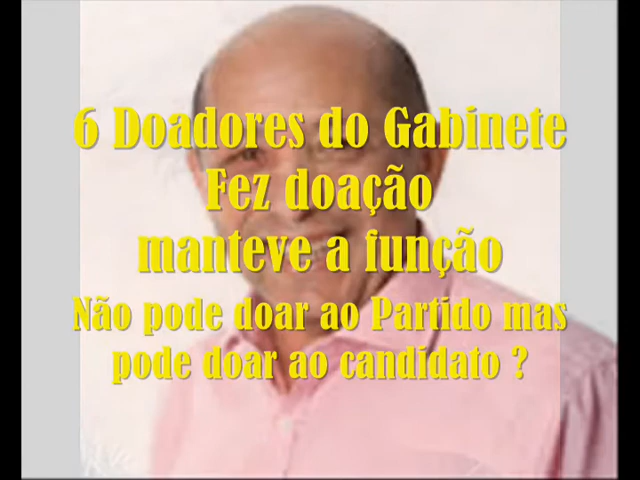 6 Doadores do Gabinete
Fez doação
manteve a função
Não pode doar ao Partido mas
pode doar ao candidato ?